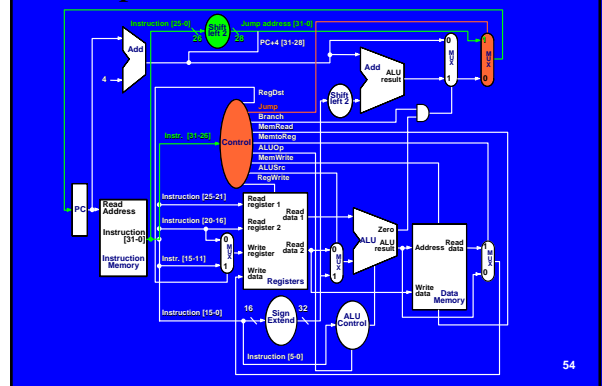 Instruction [25-0]
26
Shift
left 2
28
Jump address [31-0]
PC+4 [31-28]
Add
4
0
M
U
X
1
1
M
U
X
0
Add
ALU
result
Shift
left 2
RegDst
Jump
Branch
MemRead
MemtoReg
ALUOp
MemWrite
ALUSrc
RegWrite
Control
Instr. [31-26]
PC
Read
Address
Instruction
[31-0]
Instruction
Memory
Instruction [25-21]
Instruction [20-16]
Instr. [15-11]
0
M
U
X
1
Read
register 1
Read
register 2
Write
register
Write
data
Read
data 1
Read
data 2
Registers
0
M
U
X
1
Zero
ALU
ALU
result
Address
Read
data
Write
data
Data
Memory
1
M
U
X
0
Instruction [15-0]
16
Sign
Extend
32
ALU
Control
Instruction [5-0]
54